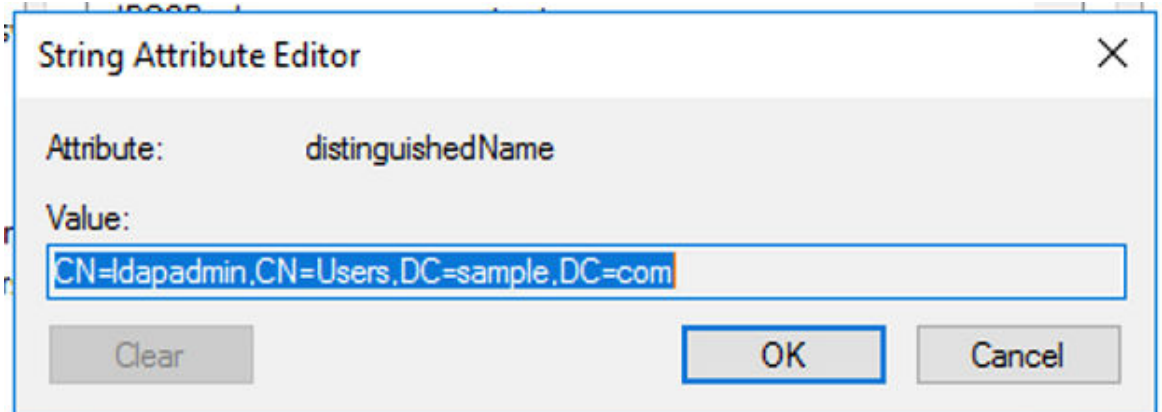 String Attribute Editor
Attribute: distinguishedName
Value:
CN=ldapadmin,CN=Users,DC=sample,DC=com
Clear OK Cancel